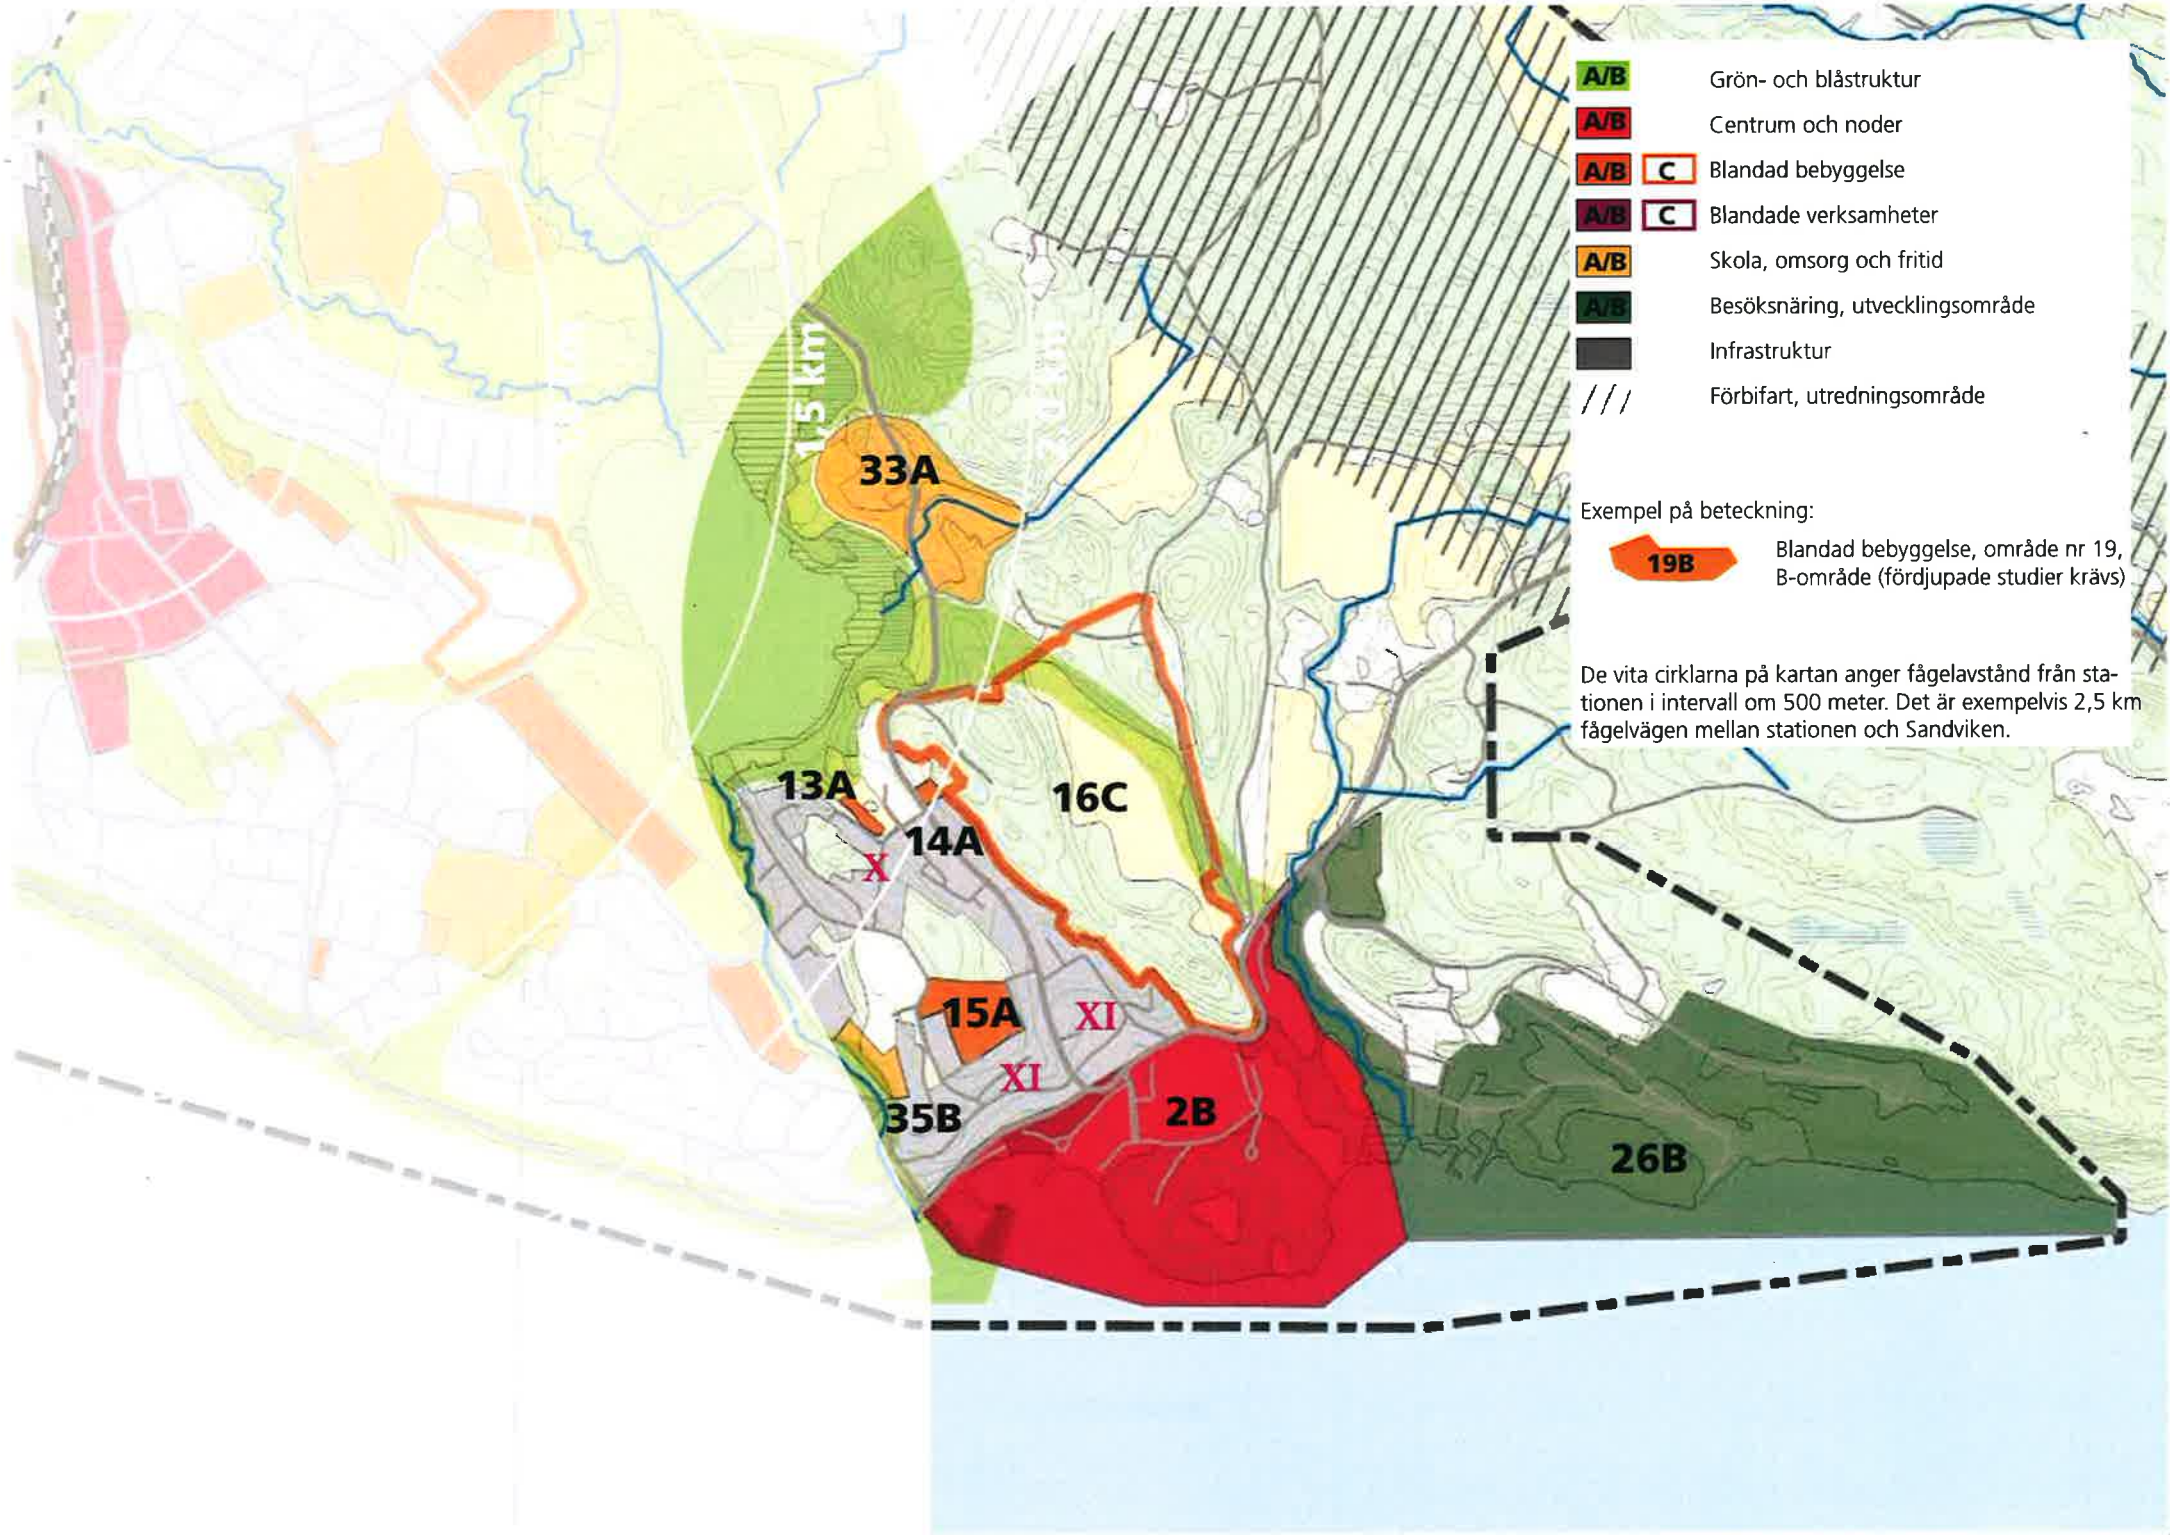 A/B Grön- och blåstruktur
A/B Centrum och noder
A/B C Blandad bebyggelse
A/B C Blandade verksamheter
A/B Skola, omsorg och fritid
A/B Besöksnäring, utvecklingsområde
Infrastruktur
Förbifart, utredningsområde
Exempel på beteckning:
19B
Blandad bebyggelse, område nr 19,
B-område (fördjupade studier krävs)
De vita cirklarna på kartan anger fågelavstånd från sta-
tionen i intervall om 500 meter. Det är exempelvis 2,5 km
fågelvägen mellan stationen och Sandviken.
1,5 km
33A
13A
16C
14A
X
15A
XI
XI
35B
2B
26B